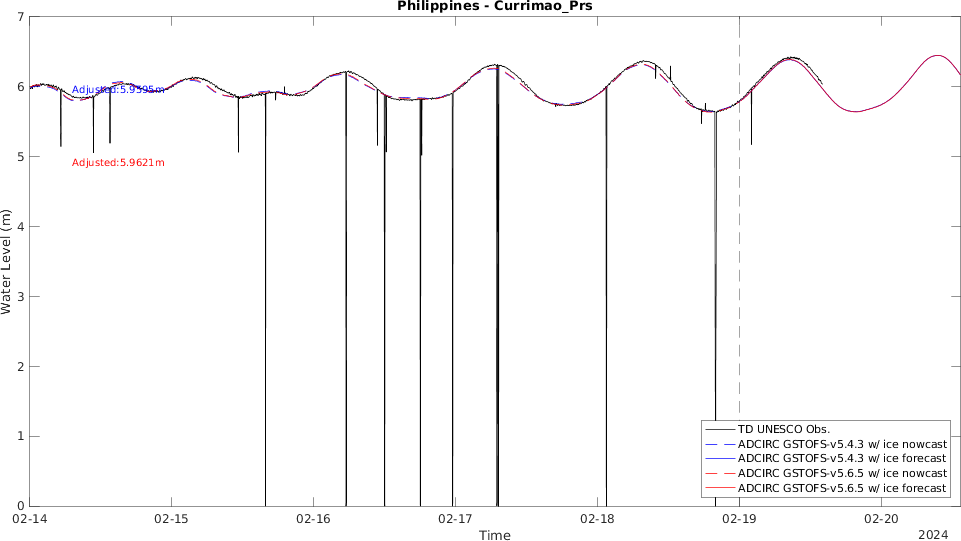 Philippines - Currimao_Prs
7
6
5
4
3
2
1
0
Water Level (m)
Adjusted:5.9595m
Adjusted:5.9621m
TD UNESCO Obs.
ADCIRC GSTOFS-v5.4.3 w/ ice nowcast
ADCIRC GSTOFS-v5.4.3 w/ ice forecast
ADCIRC GSTOFS-v5.6.5 w/ ice nowcast
ADCIRC GSTOFS-v5.6.5 w/ ice forecast
02-14 02-15 02-16 02-17 02-18 02-19 02-20
Time
2024